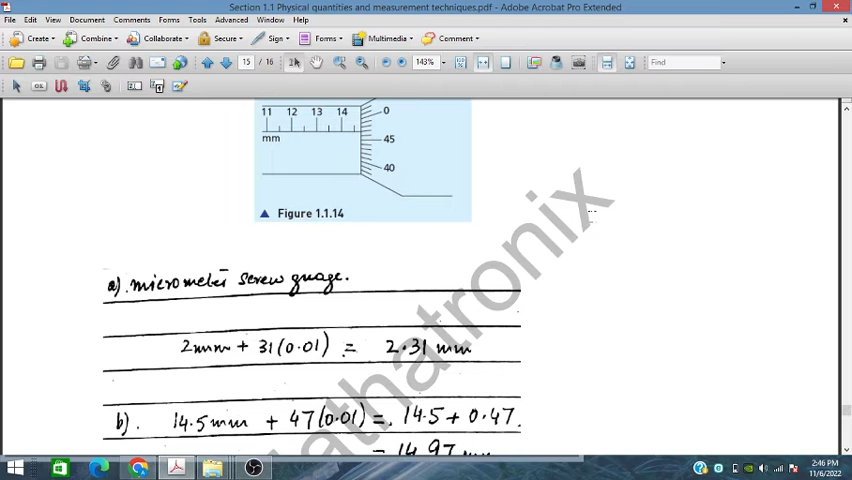 Section 1.1 Physical quantities and measurement techniques.pdf - Adobe Acrobat Pro Extended
File Edit View Document Comments Forms Tools Advanced Window Help
Create Combine Collaborate Secure Sign Forms Multimedia Comment
15 / 16 143% Find
11 12 13 14 0
mm 45
40
Figure 1.1.14
athatronix
a). micrometer screw guage.
2mm + 31(0.01) = 2.31 mm
b). 14.5mm + 47(0.01) = 14.5 + 0.47.
= 14.97 mm
2:46 PM
11/6/2022